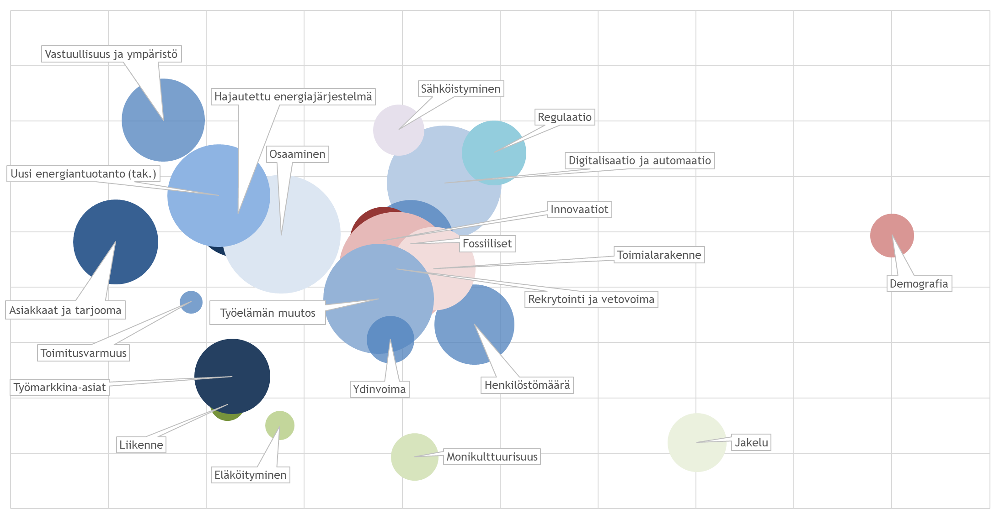 Vastuullisuus ja ympäristö
Sähköistyminen
Hajautettu energiajärjestelmä
Regulaatio
Osaaminen
Digitalisaatio ja automaatio
Uusi energiantuotanto (tak.)
Innovaatiot
Fossiiliset
Toimialarakenne
Demografia
Rekrytointi ja vetovoima
Asiakkaat ja tarjooma
Työelämän muutos
Toimitusvarmuus
Henkilöstömäärä
Työmarkkina-asiat
Ydinvoima
Jakelu
Liikenne
Monikulttuurisuus
Eläköityminen